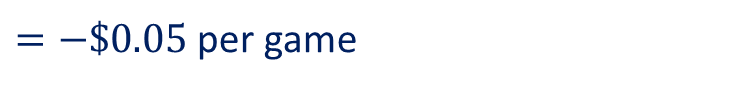 = −$0.05 per game